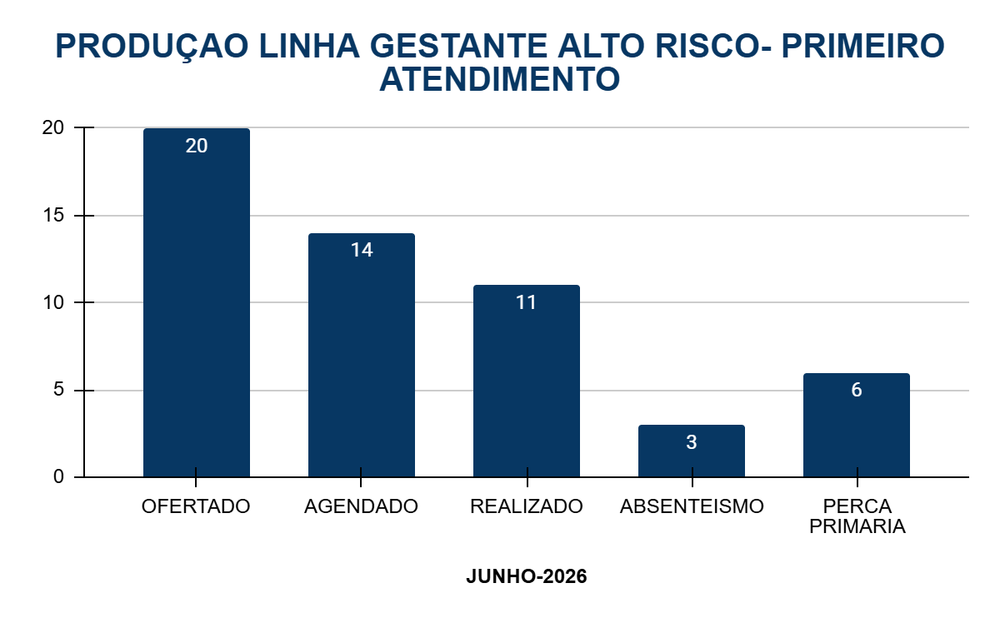 PRODUÇAO LINHA GESTANTE ALTO RISCO- PRIMEIRO
ATENDIMENTO
20
15
10
5
0
20
14
11
3
6
OFERTADO
AGENDADO
REALIZADO
ABSENTEISMO
PERCA
PRIMARIA
JUNHO-2026